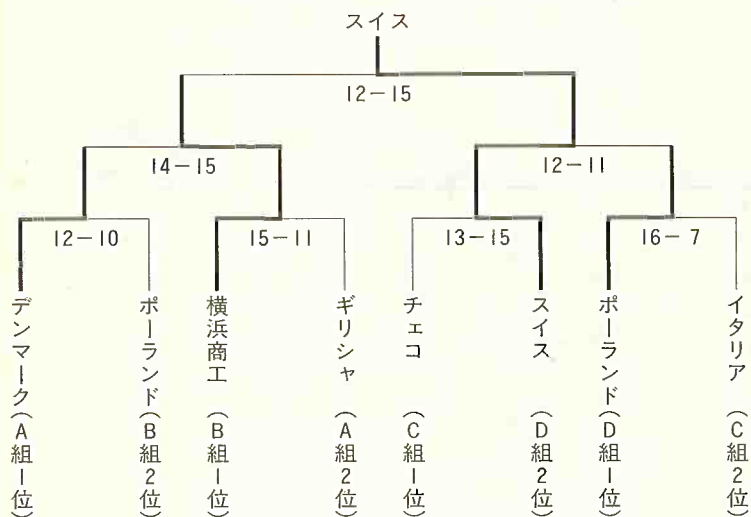 スイス
12-15
14-15
12-11
12-10
15-11
13-15
16-7
デンマーク(A組1位)
ポーランド(B組2位)
横浜商工(B組1位)
ギリシャ(A組2位)
チェコ(C組1位)
スイス(D組2位)
ポーランド(D組1位)
イタリア(C組2位)